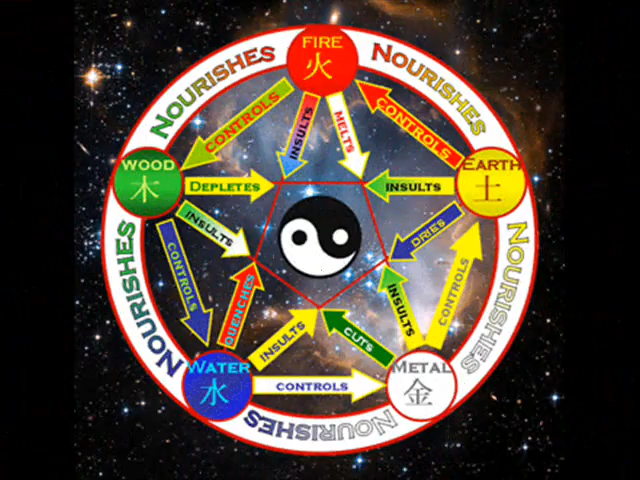 FIRE
火
NOURISHES
NOURISHES
CONTROLS
INSULTS
MELTS
CONTROLS
WOOD
木
DEPLETES
INSULTS
EARTH
土
INSULTS
DRIES
NOURISHES
CONTROLS
QUENCHES
INSULTS
CUTS
INSULTS
CONTROLS
NOURISHES
WATER
水
CONTROLS
METAL
金
NOURISHES